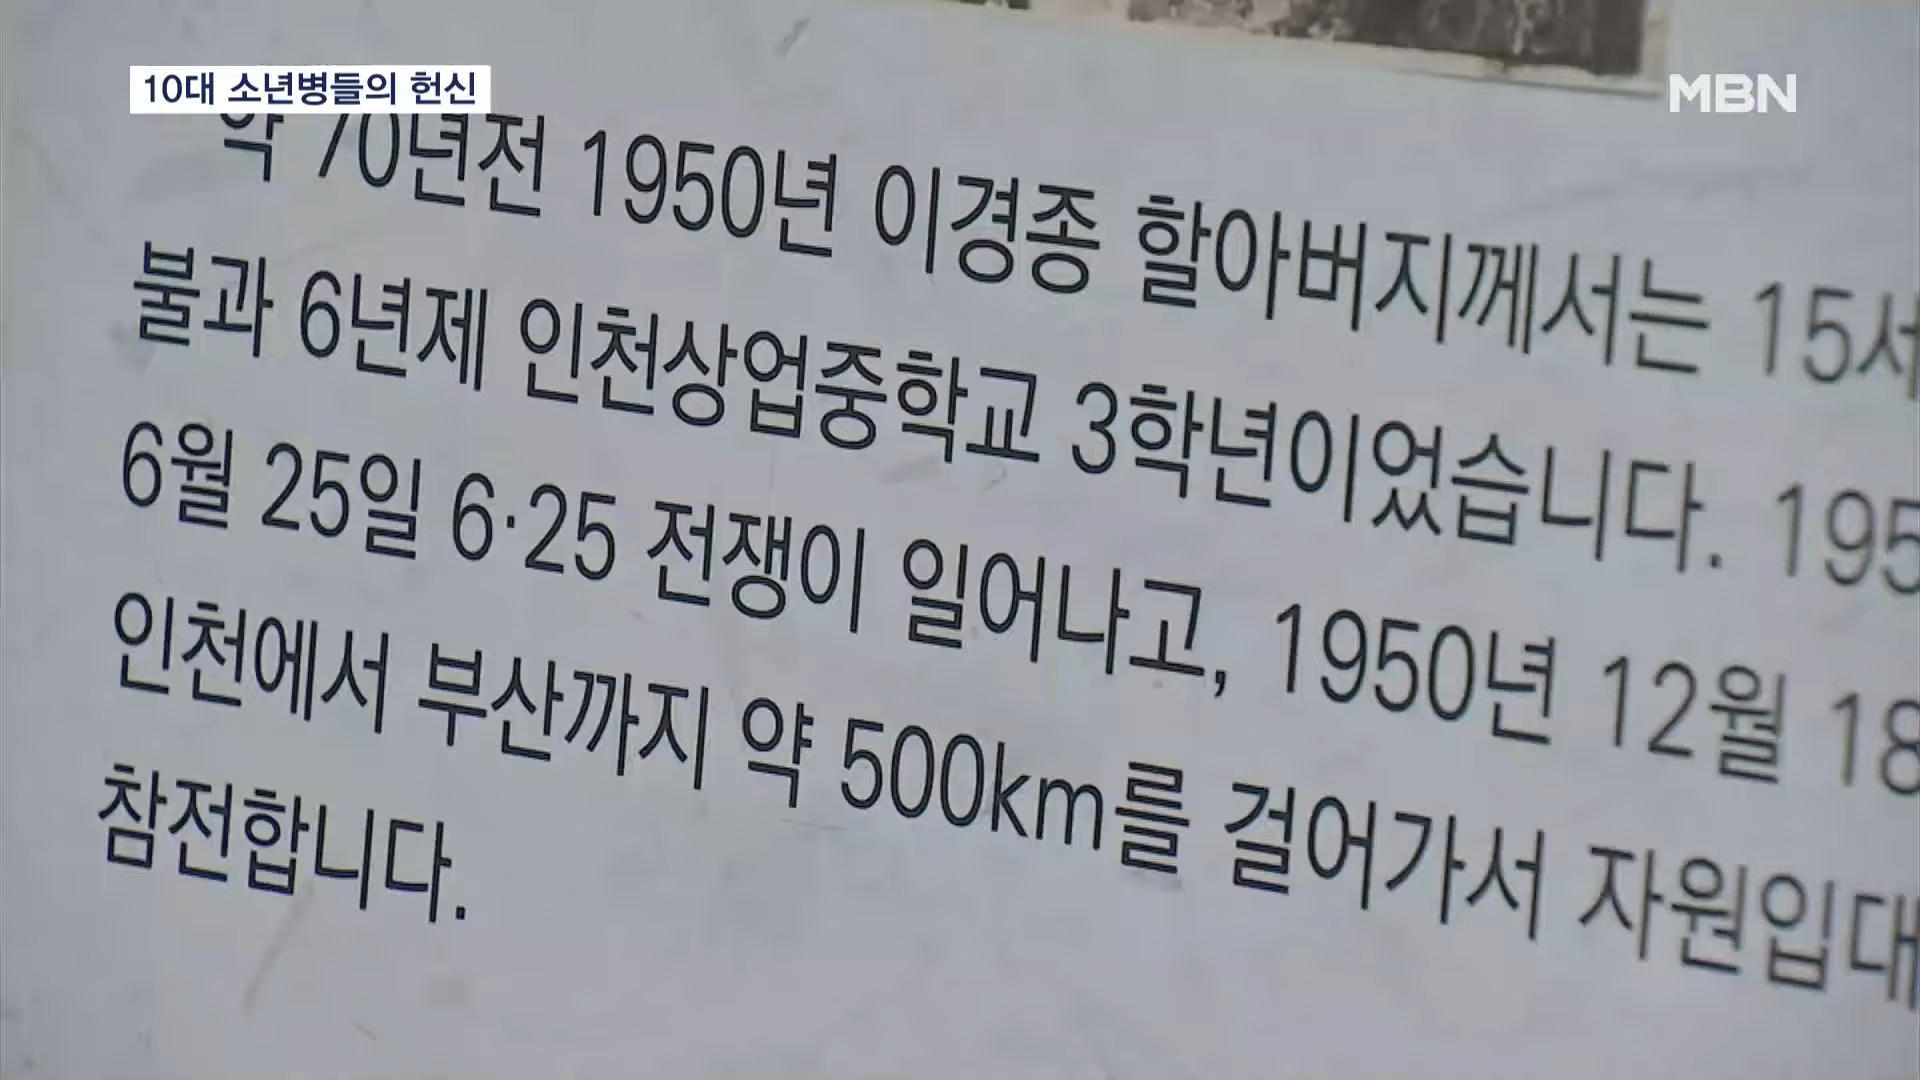 10대 소년병들의 헌신
MBN
약 70년전 1950년 이경종 할아버지께서는 15세
불과 6년제 인천상업중학교 3학년이었습니다. 195
6월 25일 6·25 전쟁이 일어나고, 1950년 12월 18
인천에서 부산까지 약 500km를 걸어가서 자원입대
참전합니다.